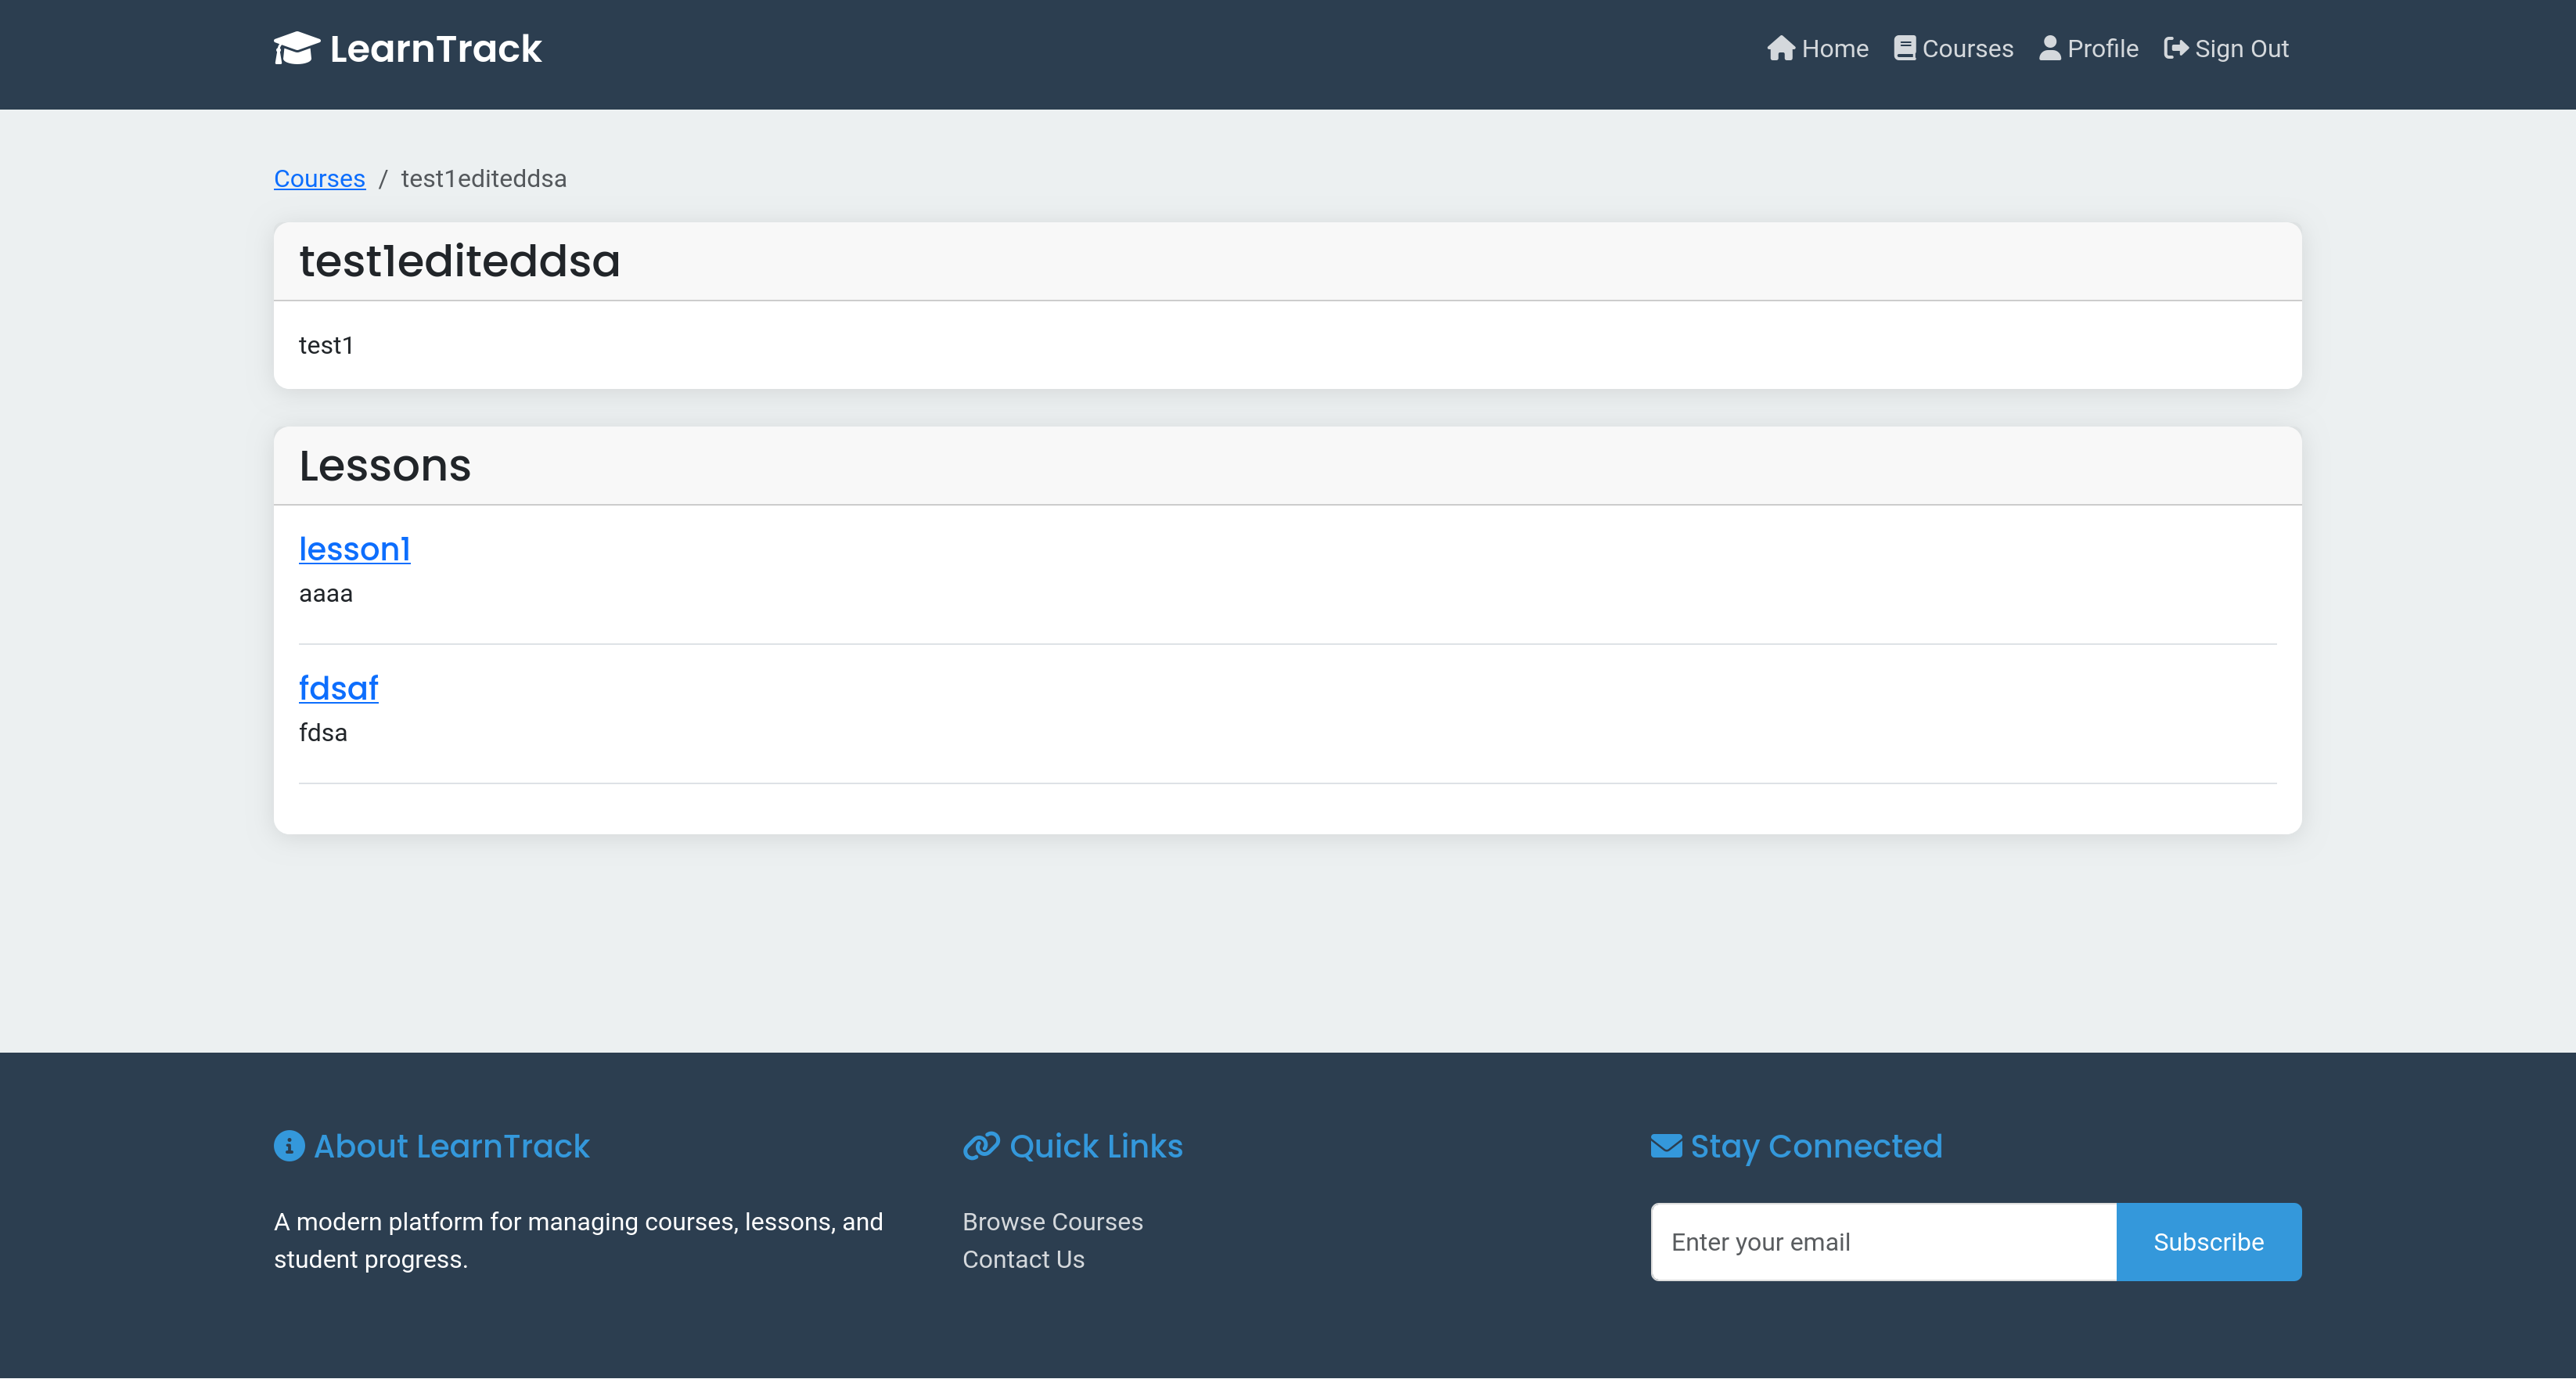 LearnTrack
Home Courses Profile Sign Out
Courses / test1editeddsa
test1editeddsa
test1
Lessons
lesson1
aaaa
fdsaf
fdsa
About LearnTrack
A modern platform for managing courses, lessons, and
student progress.
Quick Links
Browse Courses
Contact Us
Stay Connected
Enter your email Subscribe